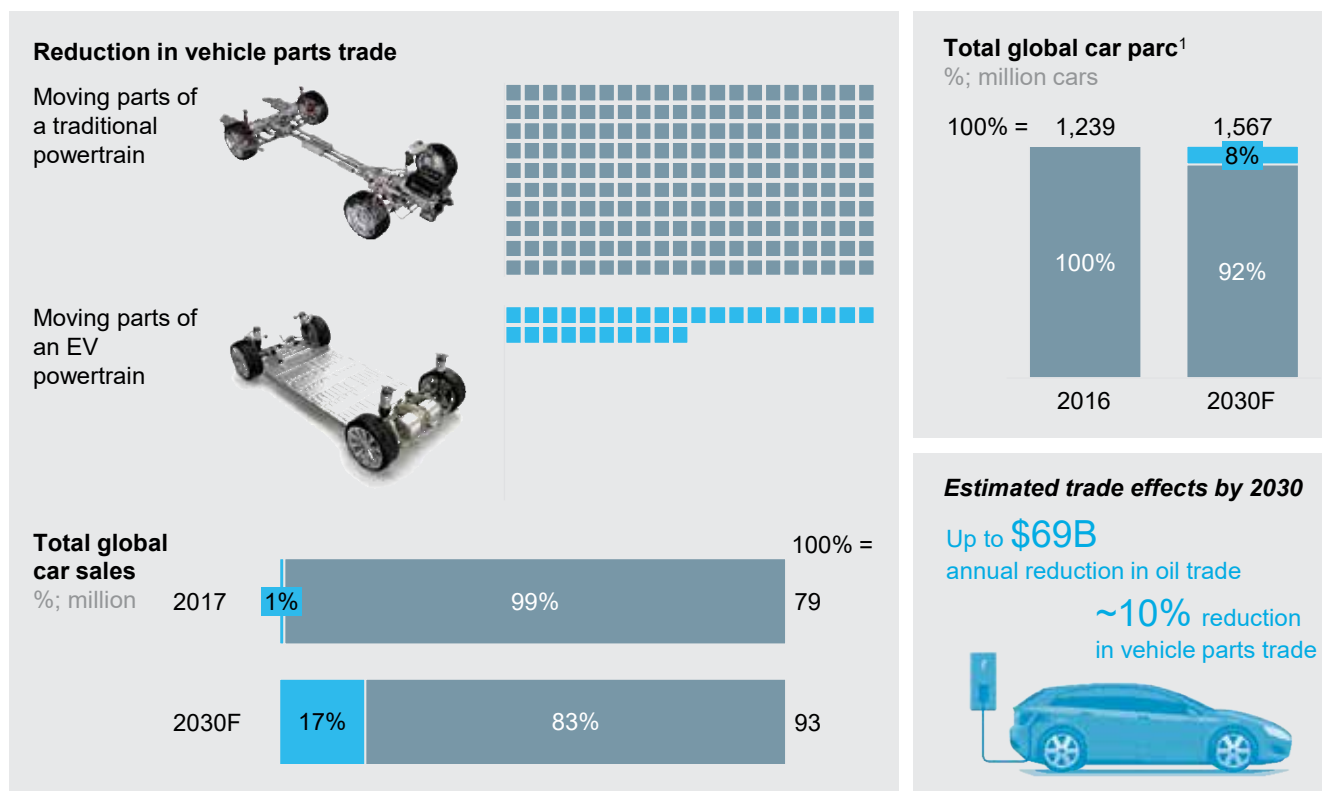 Reduction in vehicle parts trade
Moving parts of
a traditional
powertrain
Moving parts of
an EV
powertrain
Total global
car sales
%; million
100% =
2017
1%
99%
79
2030F
17%
83%
93
Total global car parc¹
%; million cars
100% =
1,239
1,567
8%
100%
92%
2016
2030F
Estimated trade effects by 2030
Up to $69B
annual reduction in oil trade
~10% reduction
in vehicle parts trade